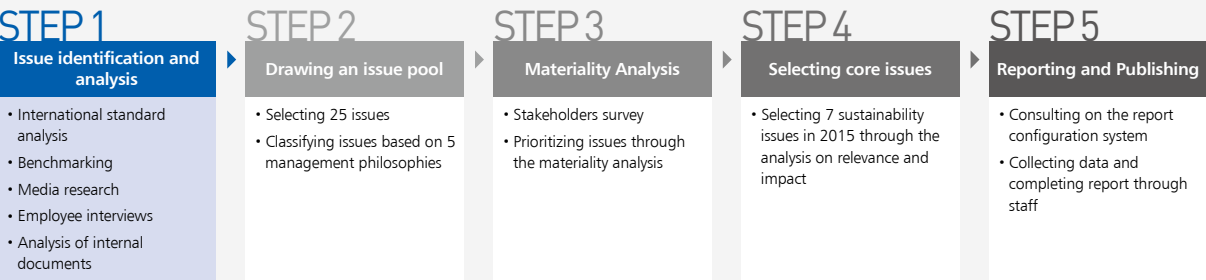 STEP 1
Issue identification and
analysis
• International standard
analysis
• Benchmarking
• Media research
• Employee interviews
• Analysis of internal
documents
STEP 2
Drawing an issue pool
• Selecting 25 issues
• Classifying issues based on 5
management philosophies
STEP 3
Materiality Analysis
• Stakeholders survey
• Prioritizing issues through
the materiality analysis
STEP 4
Selecting core issues
• Selecting 7 sustainability
issues in 2015 through the
analysis on relevance and
impact
STEP 5
Reporting and Publishing
• Consulting on the report
configuration system
• Collecting data and
completing report through
staff